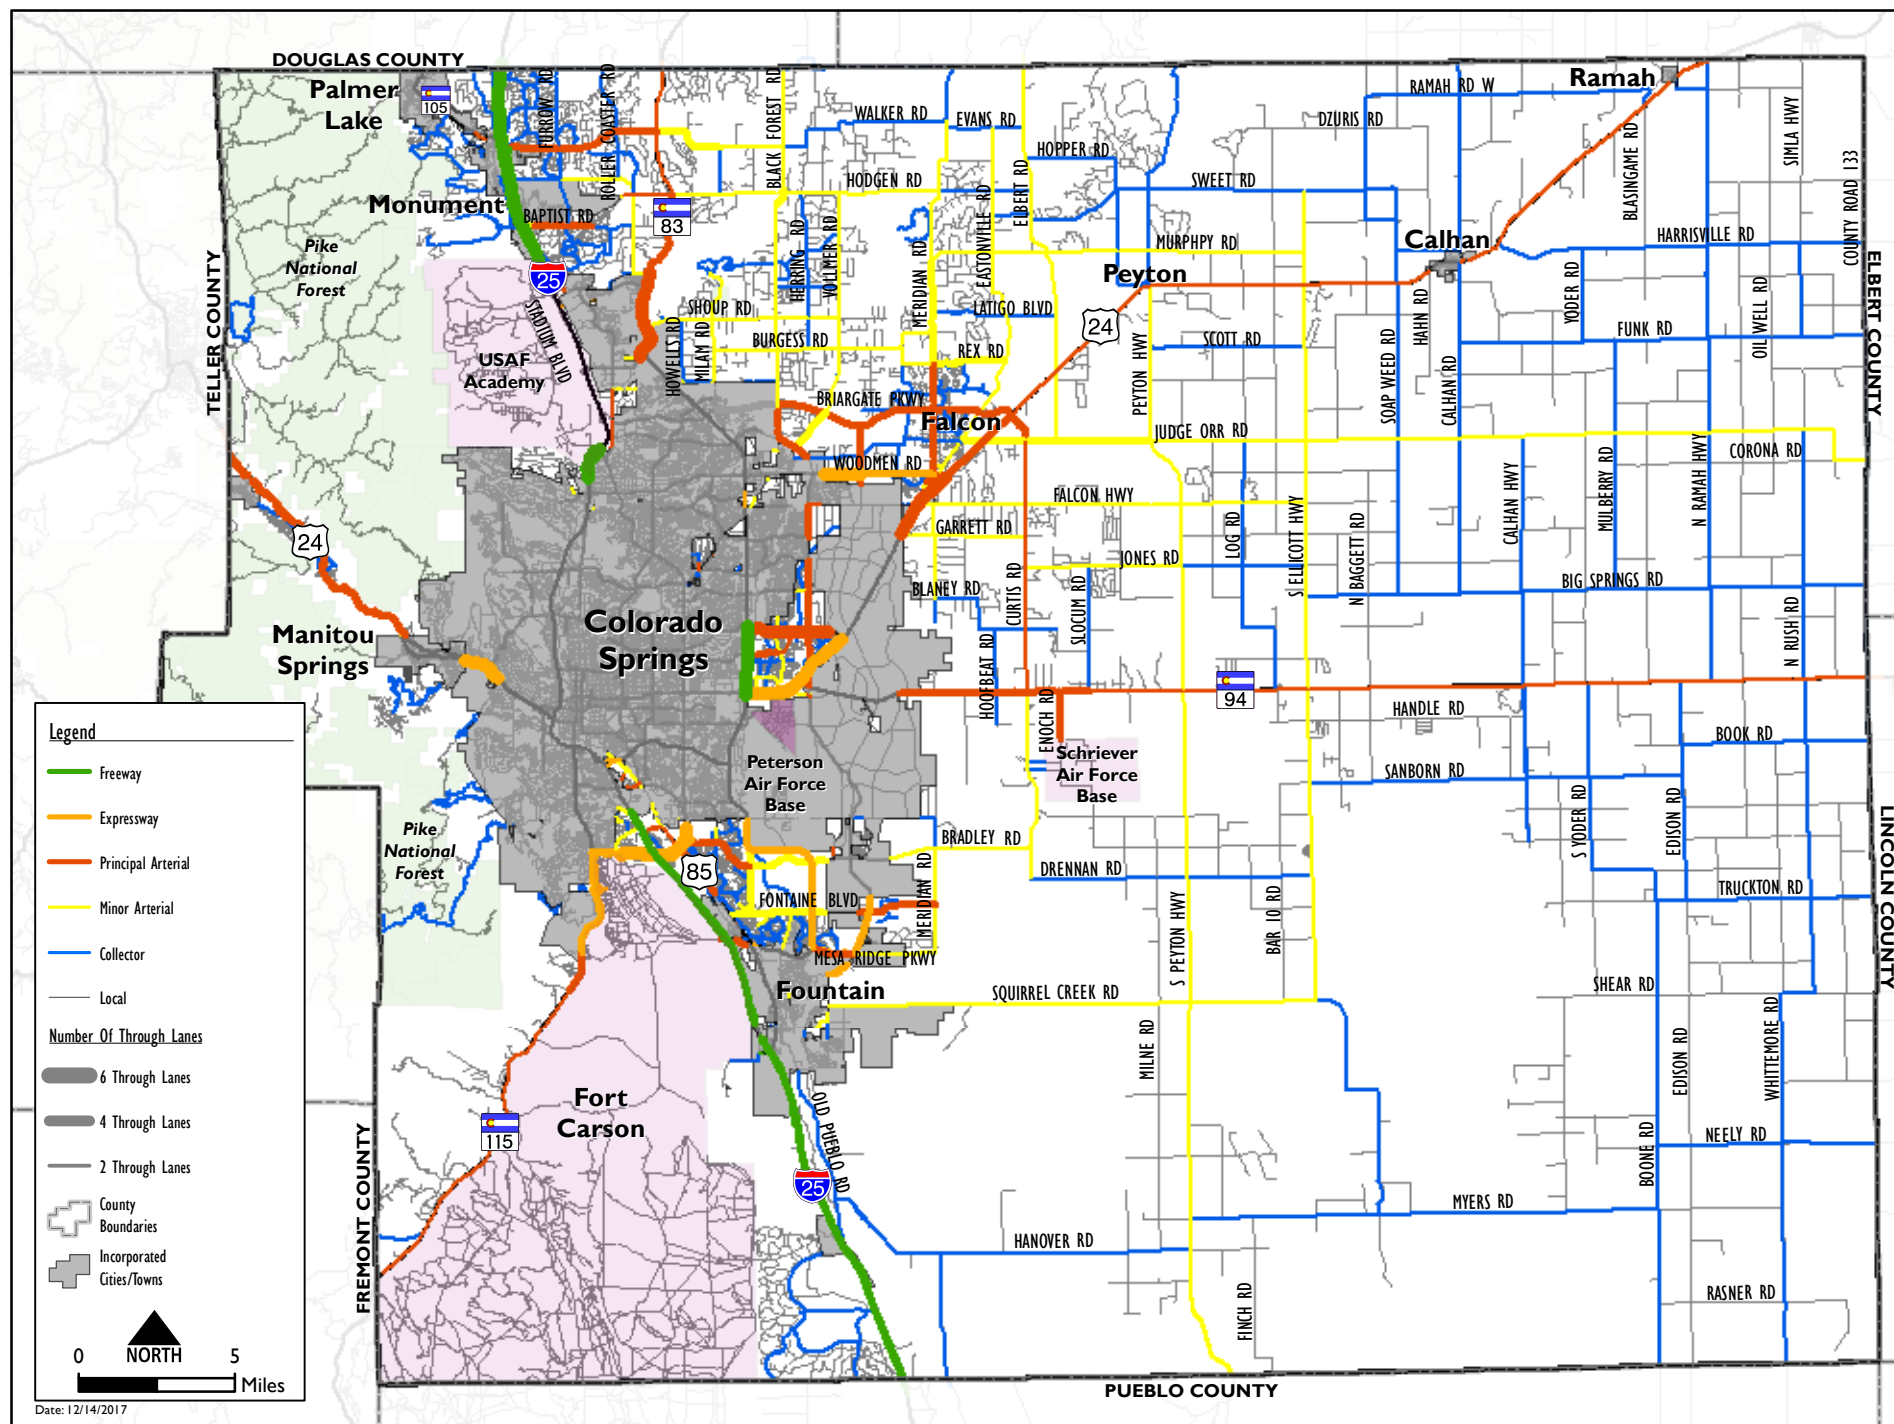 DOUGLAS COUNTY
Palmer
Lake
105
FURROW RD
ROLLER COASTER RD
BLACK FOREST RD
WALKER RD
EVANS RD
HOPPER RD
DZURIS RD
RAMAH RD W
Ramah
BLASINGAME RD
SIMLA HWY
COUNTY ROAD 133
Monument
BAPTIST RD
83
HODGEN RD
EASTONVILLE RD
ELBERT RD
SWEET RD
MURPHPY RD
Calhan
HARRISVILLE RD
Pike
National
Forest
TELLER COUNTY
25
STADIUM BLVD
USAF
Academy
HERRING RD
VOLMER RD
MERIDIAN RD
SHOUP RD
BURGESS RD
HOWELLS RD
MILAM RD
LATIGO BLVD
REX RD
Peyton
24
PEYTON HWY
SCOTT RD
SOAP WEED RD
HAHN RD
CALHAN RD
YODER RD
FUNK RD
OIL WELL RD
ELBERT COUNTY
BRIARGATE PKWY
Falcon
WOODMEN RD
JUDGE ORR RD
CORONA RD
FALCON HWY
GARRETT RD
JONES RD
LOG RD
S ELLICOTT HWY
N BAGGETT RD
CALHAN HWY
MULBERRY RD
N RAMAH HWY
BIG SPRINGS RD
24
Manitou
Springs
Colorado
Springs
BLANEY RD
CURTIS RD
SLOCUM RD
HOOFBEAT RD
N RUSH RD
94
ENOCH RD
HANDLE RD
BOOK RD
SANBORN RD
Schriever
Air Force
Base
Peterson
Air Force
Base
Pike
National
Forest
85
BRADLEY RD
DRENNAN RD
S YODER RD
EDISON RD
TRUCKTON RD
LINCOLN COUNTY
FONTAINE BLVD
MERIDIAN RD
MESA RIDGE PKWY
S PEYTON HWY
BAR 10 RD
Fountain
SQUIRREL CREEK RD
SHEAR RD
MILNE RD
EDISON RD
WHITTEMORE RD
Fort
Carson
115
OLD PUEBLO RD
25
FREMONT COUNTY
BOONE RD
NEELY RD
MYERS RD
HANOVER RD
FINCH RD
RASNER RD
PUEBLO COUNTY
Legend
Freeway
Expressway
Principal Arterial
Minor Arterial
Collector
Local
Number Of Through Lanes
6 Through Lanes
4 Through Lanes
2 Through Lanes
County
Boundaries
Incorporated
Cities/Towns
0 NORTH 5
Miles
Date: 12/14/2017